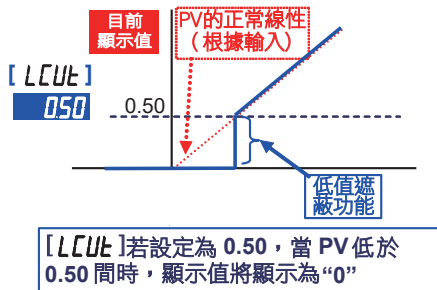 目前
顯示值
PV的正常線性
（根據輸入）
[ LCUt ]
0.50
0.50
低值遮
蔽功能
[ LCUt ]若設定為 0.50，當 PV低於
0.50 間時，顯示值將顯示為“0”